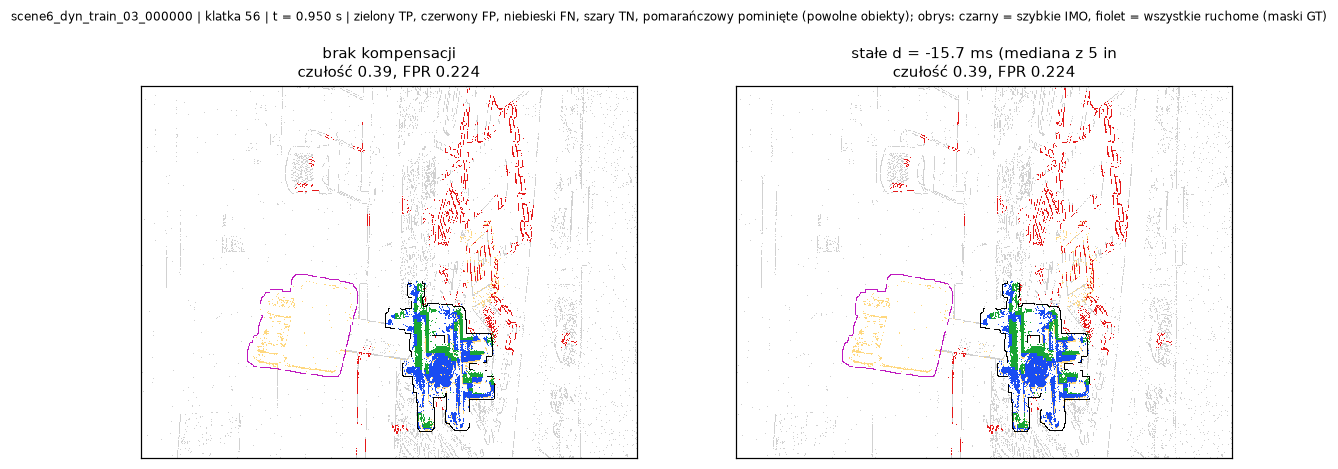 scene6_dyn_train_03_000000 | klatka 56 | t = 0.950 s | zielony TP, czerwony FP, niebieski FN, szary TN, pomarańczowy pominięte (powolne obiekty); obrys: czarny = szybkie IMO, fiolet = wszystkie ruchome (maski GT)
brak kompensacji
czułość 0.39, FPR 0.224
stałe d = -15.7 ms (mediana z 5 in
czułość 0.39, FPR 0.224